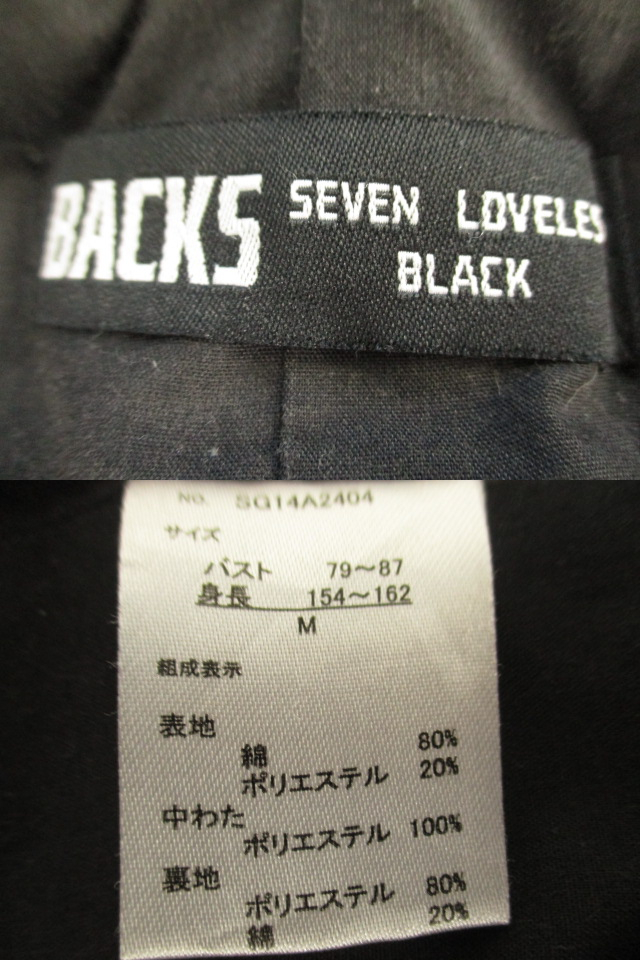 BACKS SEVEN LOVELES
BLACK
NO. SG14A2404
サイズ
バスト 79～87
身長 154～162
M
組成表示
表地
綿 80%
ポリエステル 20%
中わた
ポリエステル 100%
裏地
ポリエステル 80%
綿 20%